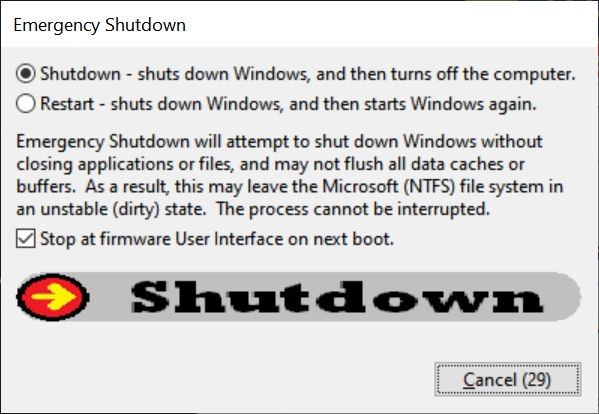 Emergency Shutdown
Shutdown - shuts down Windows, and then turns off the computer.
Restart - shuts down Windows, and then starts Windows again.
Emergency Shutdown will attempt to shut down Windows without
closing applications or files, and may not flush all data caches or
buffers.  As a result, this may leave the Microsoft (NTFS) file system in
an unstable (dirty) state.  The process cannot be interrupted.
Stop at firmware User Interface on next boot.
Shutdown
Cancel (29)